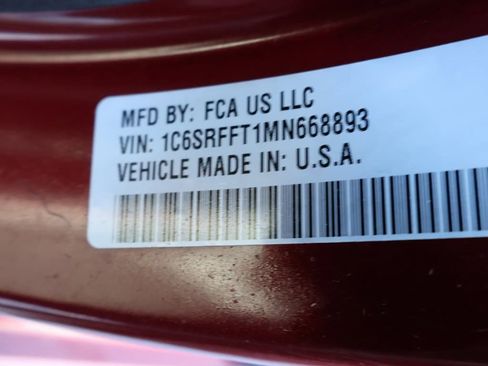 MFD BY: FCA US LLC
VIN: 1C6SRFFT1MN668893
VEHICLE MADE IN: U.S.A.